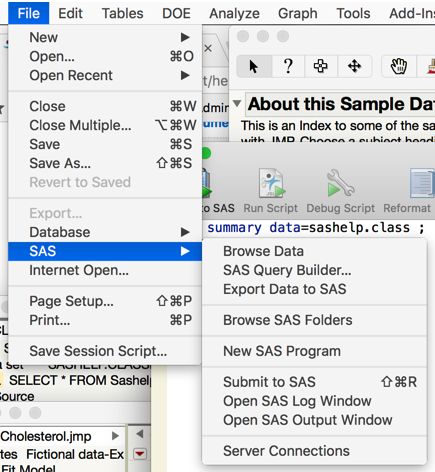 File Edit Tables DOE Analyze Graph Tools Add-Ins
New
Open... ⌘O
Open Recent
Close ⌘W
Close Multiple... ⌥⌘W
Save ⌘S
Save As... ⇧⌘S
Revert to Saved
Export...
Database
SAS
Internet Open...
Page Setup... ⇧⌘P
Print... ⌘P
Save Session Script...
Browse Data
SAS Query Builder...
Export Data to SAS
Browse SAS Folders
New SAS Program
Submit to SAS ⇧⌘R
Open SAS Log Window
Open SAS Output Window
Server Connections
About this Sample Dat
This is an Index to some of the sa
with JMP. Choose a subject headi
to SAS Run Script Debug Script Reformat
summary data=sashelp.class ;
SELECT * FROM Sashelp
Source
Cholesterol.jmp
tes Fictional data-Ex
Fit Model